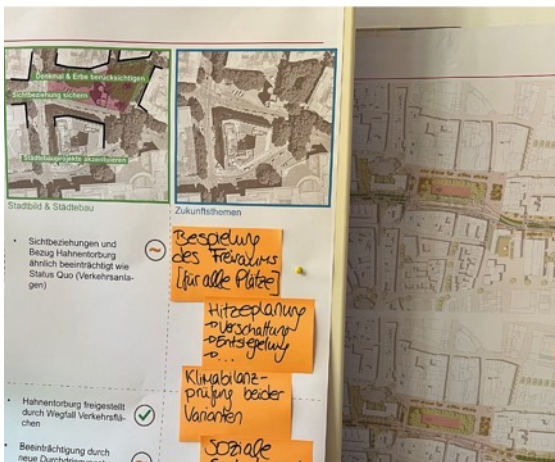 Denkmal & Erbe berücksichtigen
Sichtbeziehung sichern
Städtebauprojekte akzentuieren
Stadtbild & Städtebau
Zukunftsthemen
Sichtbeziehungen und
Bezug Hahnentorburg
ähnlich beeinträchtigt wie
Status Quo (Verkehrsanla-
gen)
Bespielung
des Freiraums
[für alle Plätze]
Hitzeplanung
→Verschattung
→Entsiegelung
→...
Klimabilanz-
prüfung beider
Varianten
Hahnentorburg freigestellt
durch Wegfall Verkehrsflä-
chen
Beeinträchtigung durch
Soziale